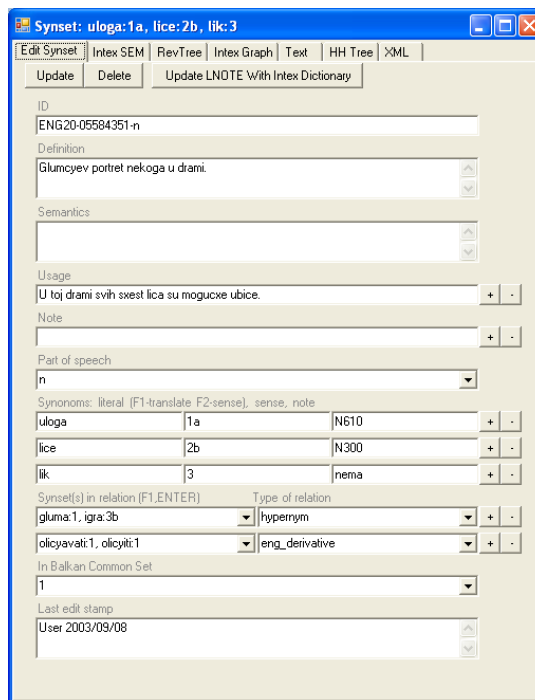 Synset: uloga:1a, lice:2b, lik:3
Edit Synset Intex SEM RevTree Intex Graph Text HH Tree XML
Update Delete Update LNOTE With Intex Dictionary
ID
ENG20-05584351-n
Definition
Glumcyev portret nekoga u drami.
Semantics
Usage
U toj drami svih sxest lica su mogucxe ubice. + -
Note
+ -
Part of speech
n
Synonoms: literal (F1-translate F2-sense), sense, note
uloga 1a N610 + -
lice 2b N300 + -
lik 3 nema + -
Synset(s) in relation (F1,ENTER) Type of relation
gluma:1, igra:3b hypernym + -
olicyavati:1, olicyiti:1 eng_derivative + -
In Balkan Common Set
1
Last edit stamp
User 2003/09/08